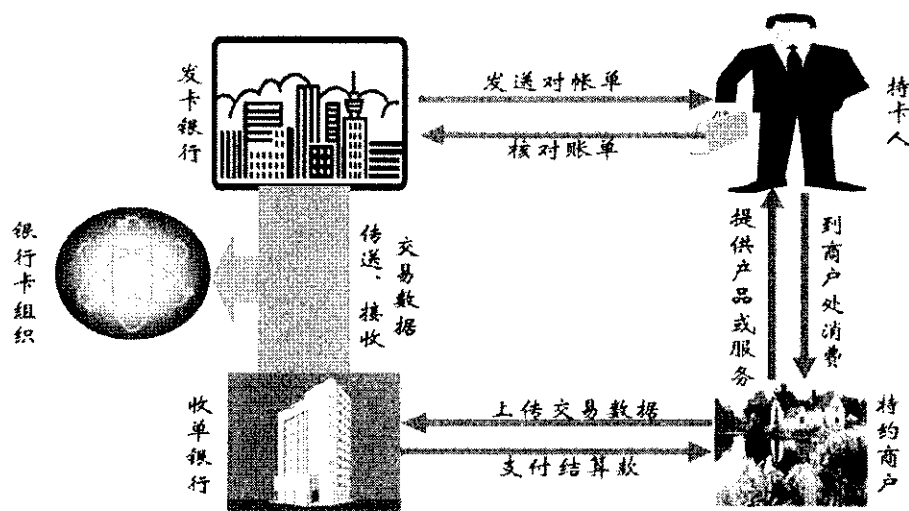 发卡银行
发送对帐单
核对账单
持卡人
银行卡组织
传送、接收
交易数据
提供产品或服务
到商户处消费
收单银行
上传交易数据
支付结算款
特约商户